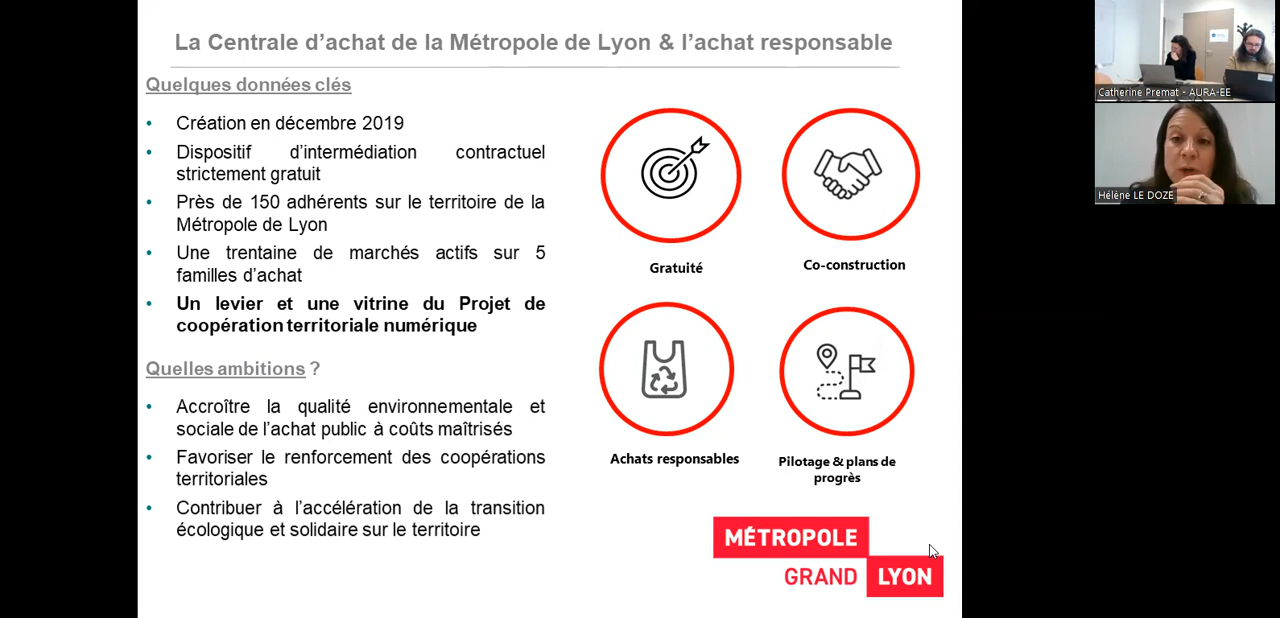 La Centrale d’achat de la Métropole de Lyon & l’achat responsable
Quelques données clés
• Création en décembre 2019
• Dispositif d’intermédiation contractuel
strictement gratuit
• Près de 150 adhérents sur le territoire de la
Métropole de Lyon
• Une trentaine de marchés actifs sur 5
familles d’achat
• Un levier et une vitrine du Projet de
coopération territoriale numérique
Quelles ambitions ?
• Accroître la qualité environnementale et
sociale de l’achat public à coûts maîtrisés
• Favoriser le renforcement des coopérations
territoriales
• Contribuer à l’accélération de la transition
écologique et solidaire sur le territoire
Gratuité
Co-construction
Achats responsables
Pilotage & plans de
progrès
MÉTROPOLE
GRAND LYON
Catherine Premat - AURA-EE
Hélène LE DOZE